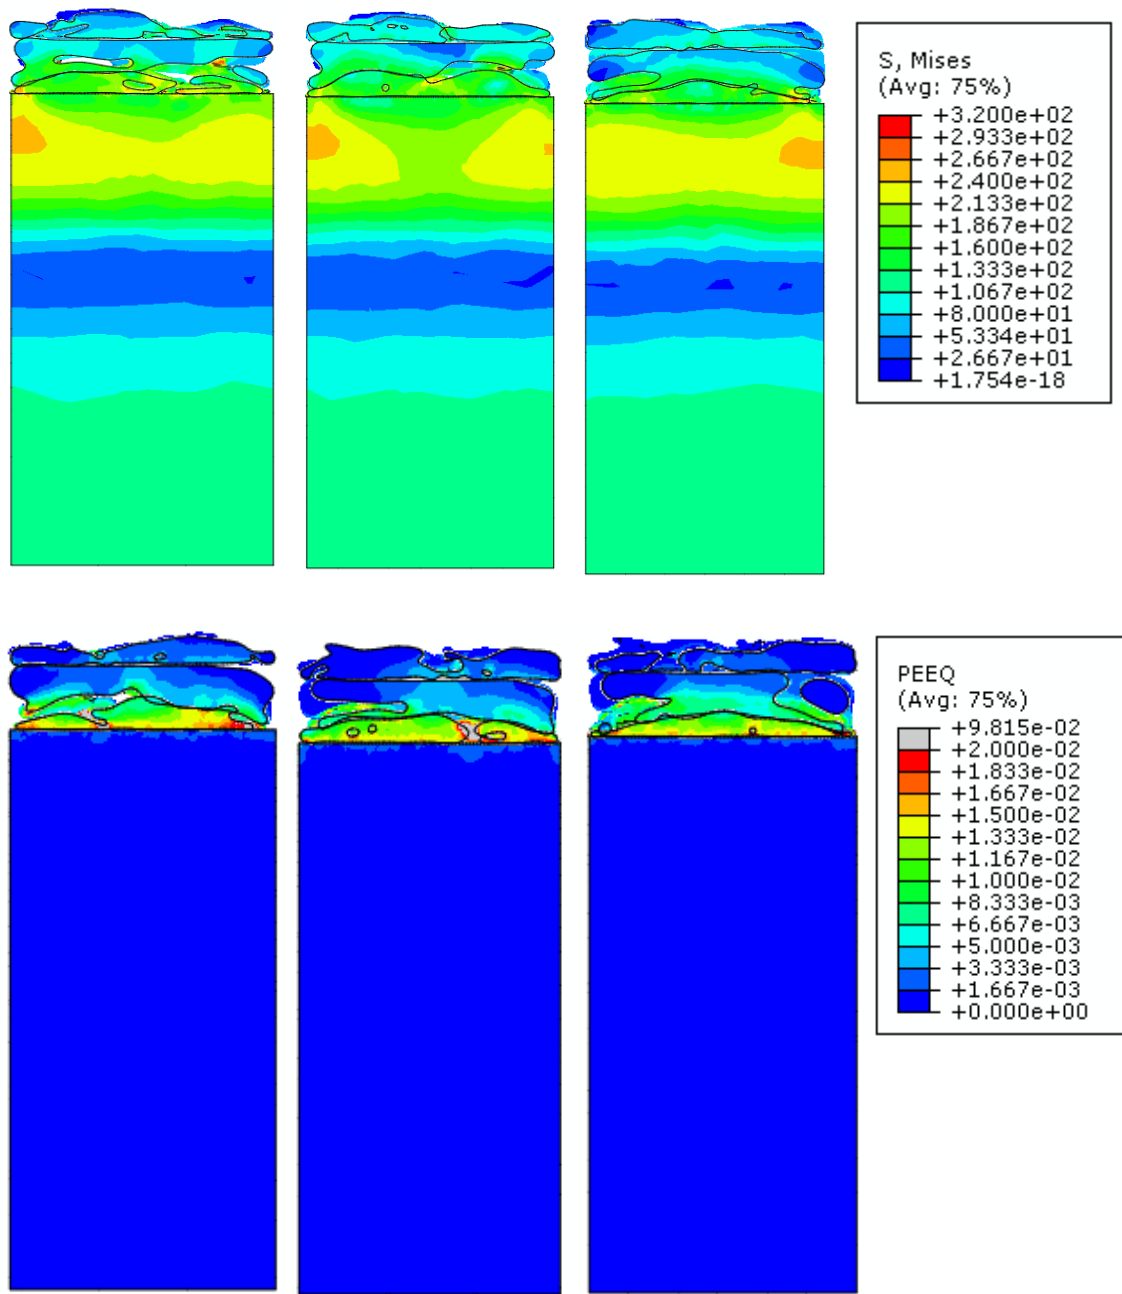 S, Mises
(Avg: 75%)
+3.200e+02
+2.933e+02
+2.667e+02
+2.400e+02
+2.133e+02
+1.867e+02
+1.600e+02
+1.333e+02
+1.067e+02
+8.000e+01
+5.334e+01
+2.667e+01
+1.754e-18
PEEQ
(Avg: 75%)
+9.815e-02
+2.000e-02
+1.833e-02
+1.667e-02
+1.500e-02
+1.333e-02
+1.167e-02
+1.000e-02
+8.333e-03
+6.667e-03
+5.000e-03
+3.333e-03
+1.667e-03
+0.000e+00